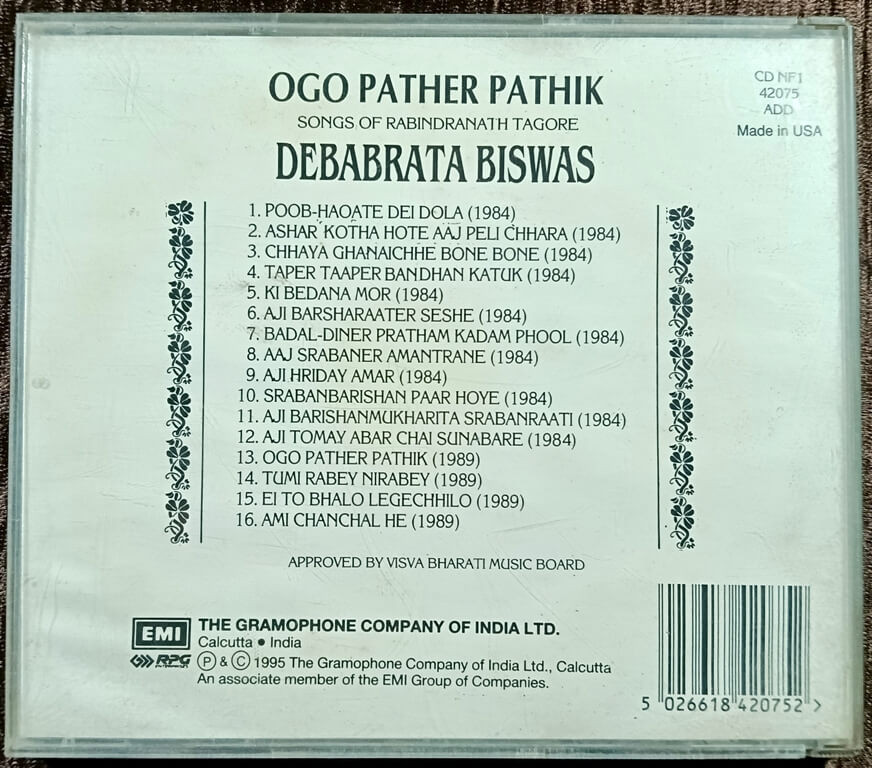 OGO PATHER PATHIK
SONGS OF RABINDRANATH TAGORE
DEBABRATA BISWAS
CD NF1
42075
ADD
Made in USA
1. POOB-HAOATE DEI DOLA (1984)
2. ASHAR KOTHA HOTE AAJ PELI CHHARA (1984)
3. CHHAYA GHANAICHHE BONE BONE (1984)
4. TAPER TAAPER BANDHAN KATUK (1984)
5. KI BEDANA MOR (1984)
6. AJI BARSHARAATER SESHE (1984)
7. BADAL-DINER PRATHAM KADAM PHOOL (1984)
8. AAJ SRABANER AMANTRANE (1984)
9. AJI HRIDAY AMAR (1984)
10. SRABANBARISHAN PAAR HOYE (1984)
11. AJI BARISHANMUKHARITA SRABANRAATI (1984)
12. AJI TOMAY ABAR CHAI SUNABARE (1984)
13. OGO PATHER PATHIK (1989)
14. TUMI RABEY NIRABEY (1989)
15. EI TO BHALO LEGECHHILO (1989)
16. AMI CHANCHAL HE (1989)
APPROVED BY VISVA BHARATI MUSIC BOARD
EMI THE GRAMOPHONE COMPANY OF INDIA LTD.
Calcutta • India
RPG Ⓟ & Ⓒ 1995 The Gramophone Company of India Ltd., Calcutta
An associate member of the EMI Group of Companies.
5 026618 420752 >